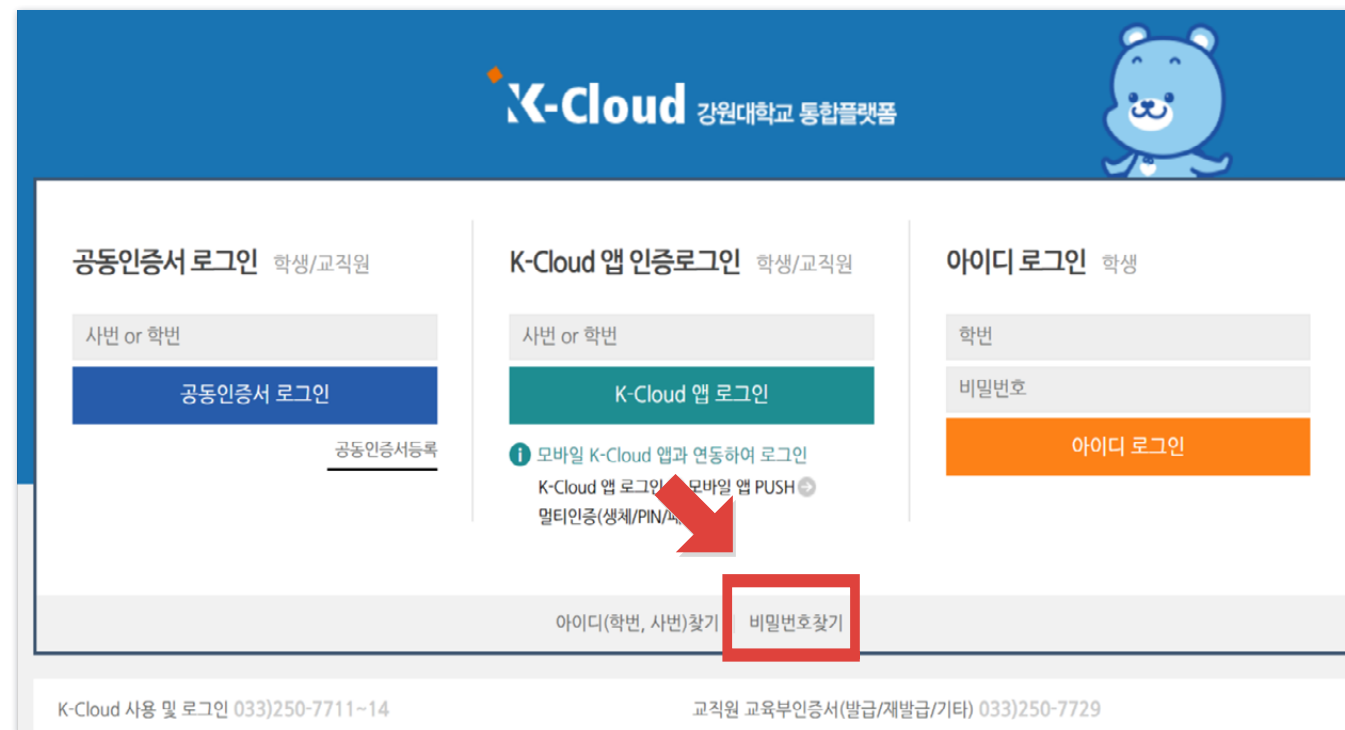 K-Cloud 강원대학교 통합플랫폼
공동인증서 로그인 학생/교직원
사번 or 학번
공동인증서 로그인
공동인증서등록
K-Cloud 앱 인증로그인 학생/교직원
사번 or 학번
K-Cloud 앱 로그인
모바일 K-Cloud 앱과 연동하여 로그인
K-Cloud 앱 로그인 모바일 앱 PUSH
멀티인증(생체/PIN/
아이디 로그인 학생
학번
비밀번호
아이디 로그인
아이디(학번, 사번)찾기 | 비밀번호찾기
K-Cloud 사용 및 로그인 033)250-7711~14
교직원 교육부인증서(발급/재발급/기타) 033)250-7729